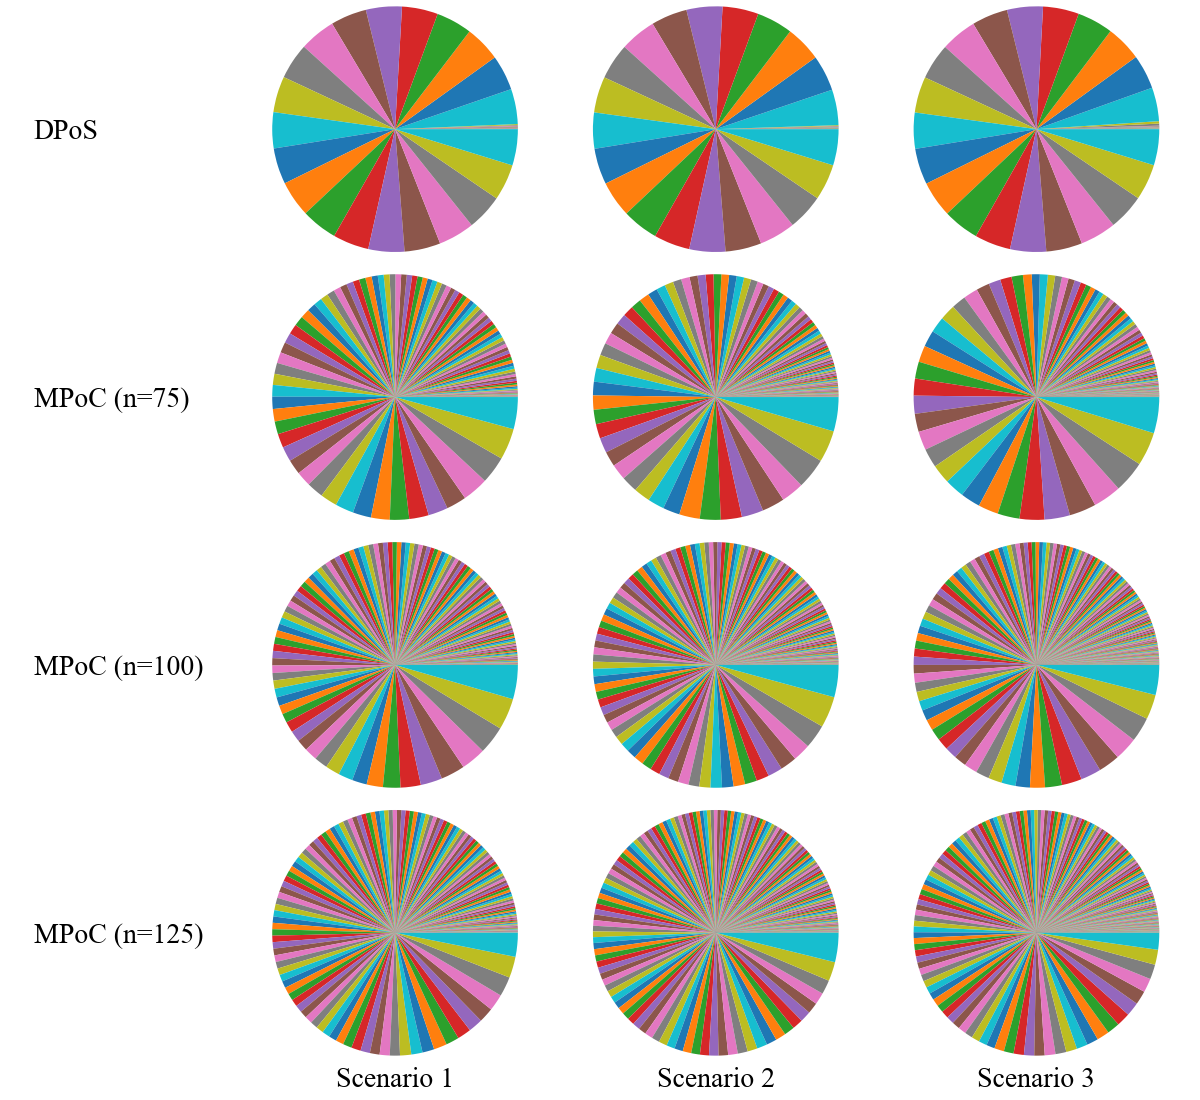 DPoS
MPoC (n=75)
MPoC (n=100)
MPoC (n=125)
Scenario 1
Scenario 2
Scenario 3